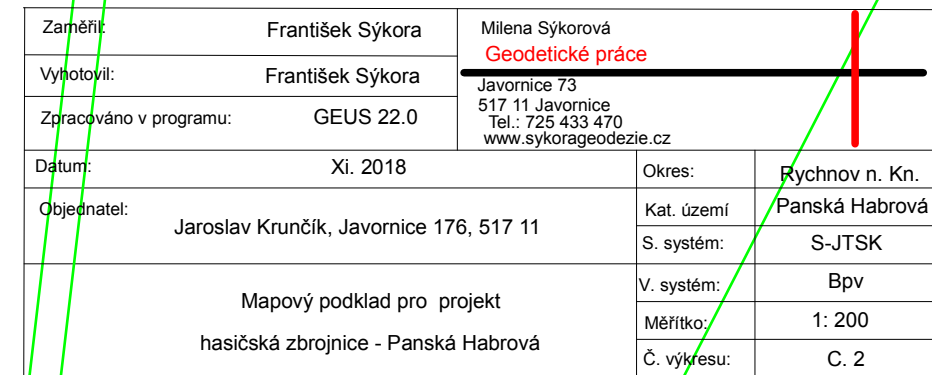 Zaměřil: František Sýkora
Vyhotovil: František Sýkora
Zpracováno v programu: GEUS 22.0
Milena Sýkorová
Geodetické práce
Javornice 73
517 11 Javornice
Tel.: 725 433 470
www.sykorageodezie.cz
Datum: Xi. 2018
Objednatel:
Jaroslav Krunčík, Javornice 176, 517 11
Mapový podklad pro projekt
hasičská zbrojnice - Panská Habrová
Okres: Rychnov n. Kn.
Kat. území Panská Habrová
S. systém: S-JTSK
V. systém: Bpv
Měřítko: 1: 200
Č. výkresu: C. 2